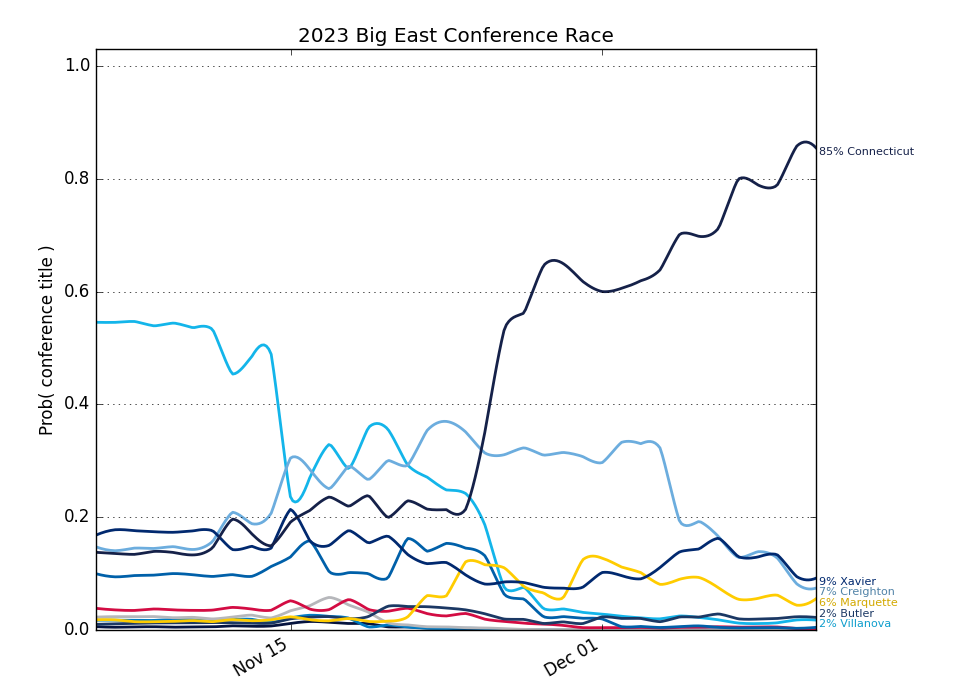 2023 Big East Conference Race
Prob( conference title )
1.0
0.8
0.6
0.4
0.2
0.0
Nov 15
Dec 01
85% Connecticut
9% Xavier
7% Creighton
6% Marquette
2% Butler
2% Villanova